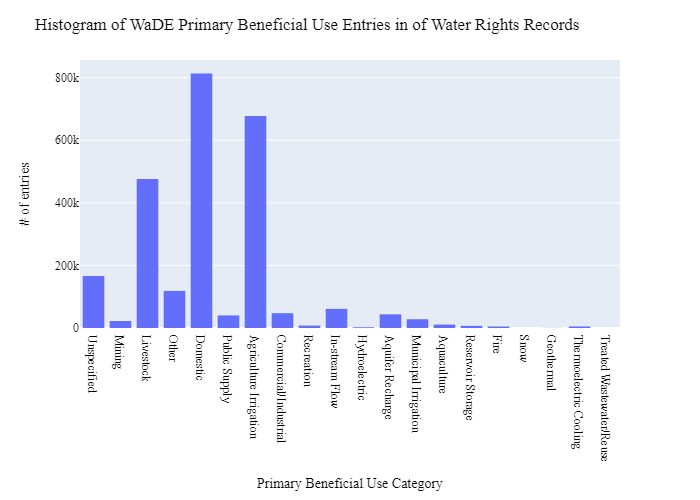 Histogram of WaDE Primary Beneficial Use Entries in of Water Rights Records
# of entries
800k
600k
400k
200k
0
Unspecified
Mining
Livestock
Other
Domestic
Public Supply
Agriculture Irrigation
Commercial/Industrial
Recreation
In-stream Flow
Hydroelectric
Aquifer Recharge
Municipal Irrigation
Aquaculture
Reservoir Storage
Fire
Snow
Geothermal
Thermoelectric Cooling
Treated Wastewater/Reuse
Primary Beneficial Use Category